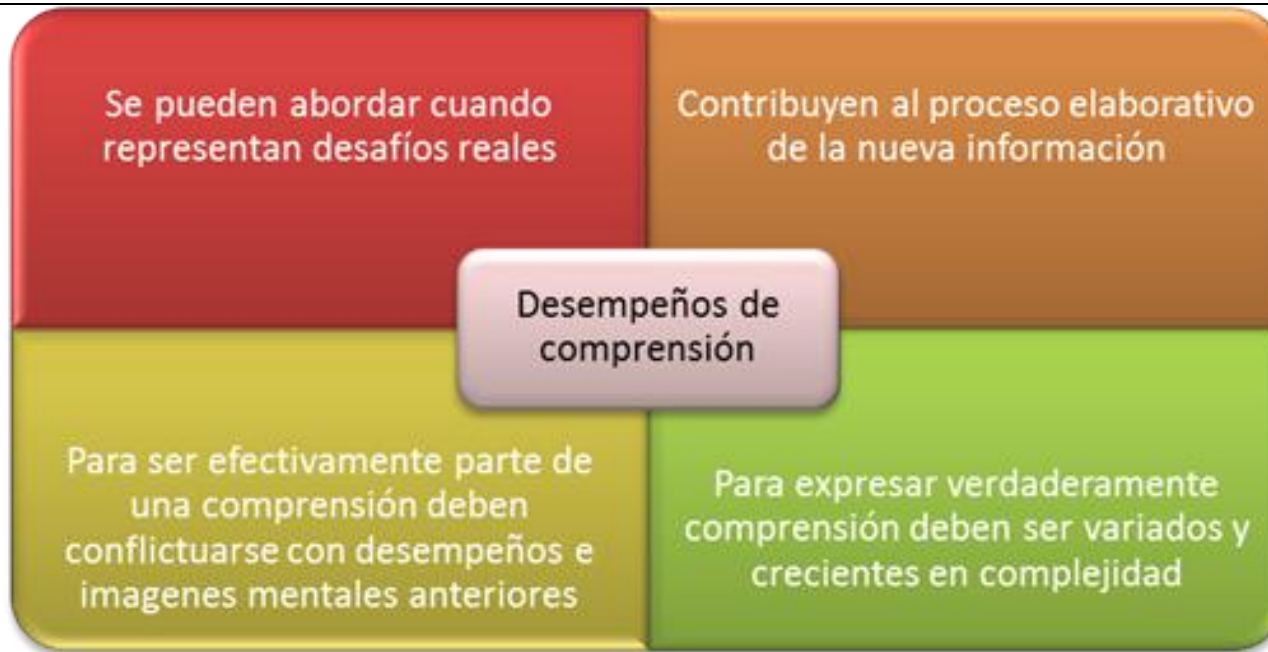 Se pueden abordar cuando
representan desafíos reales
Contribuyen al proceso elaborativo
de la nueva información
Desempeños de
comprensión
Para ser efectivamente parte de
una comprensión deben
conflictuarse con desempeños e
imagenes mentales anteriores
Para expresar verdaderamente
comprensión deben ser variados y
crecientes en complejidad